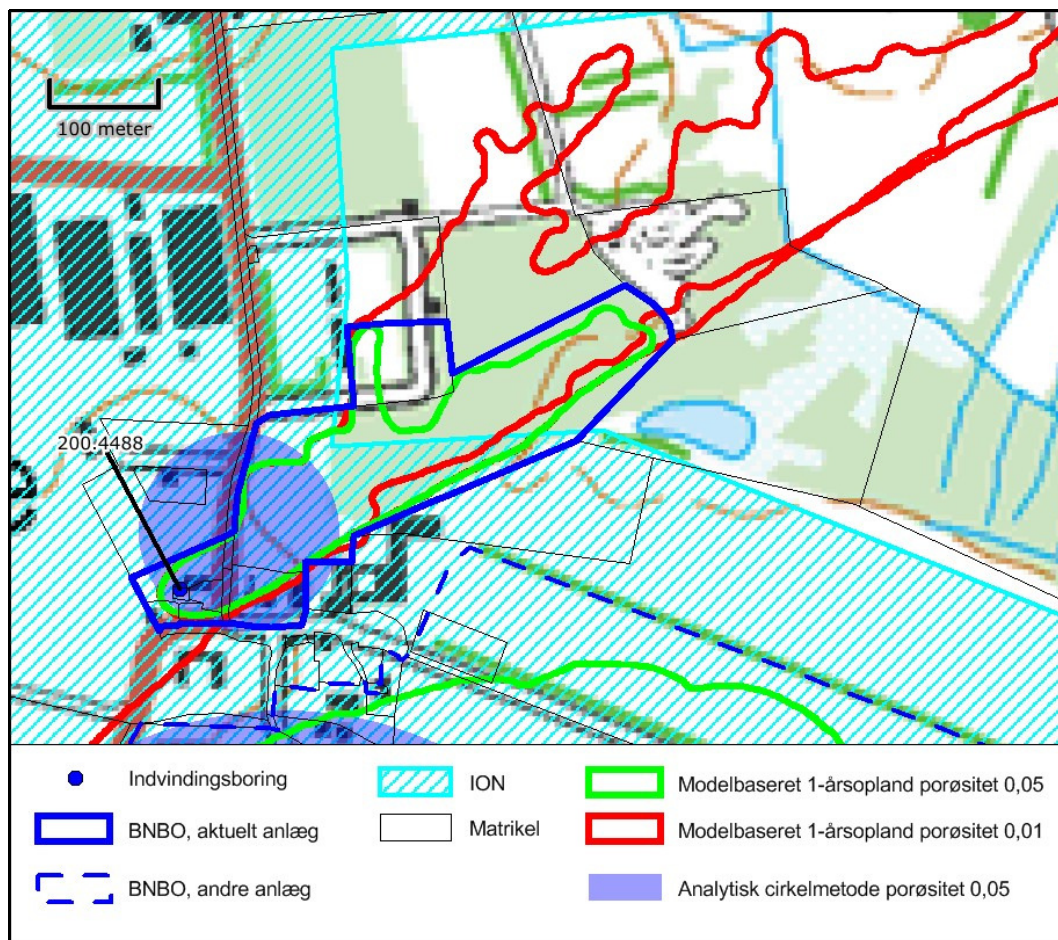 100 meter
200.4488
Indvindingsboring
BNBO, aktuelt anlæg
BNBO, andre anlæg
ION
Matrikel
Modelbaseret 1-årsopland porøsitet 0,05
Modelbaseret 1-årsopland porøsitet 0,01
Analytisk cirkelmetode porøsitet 0,05